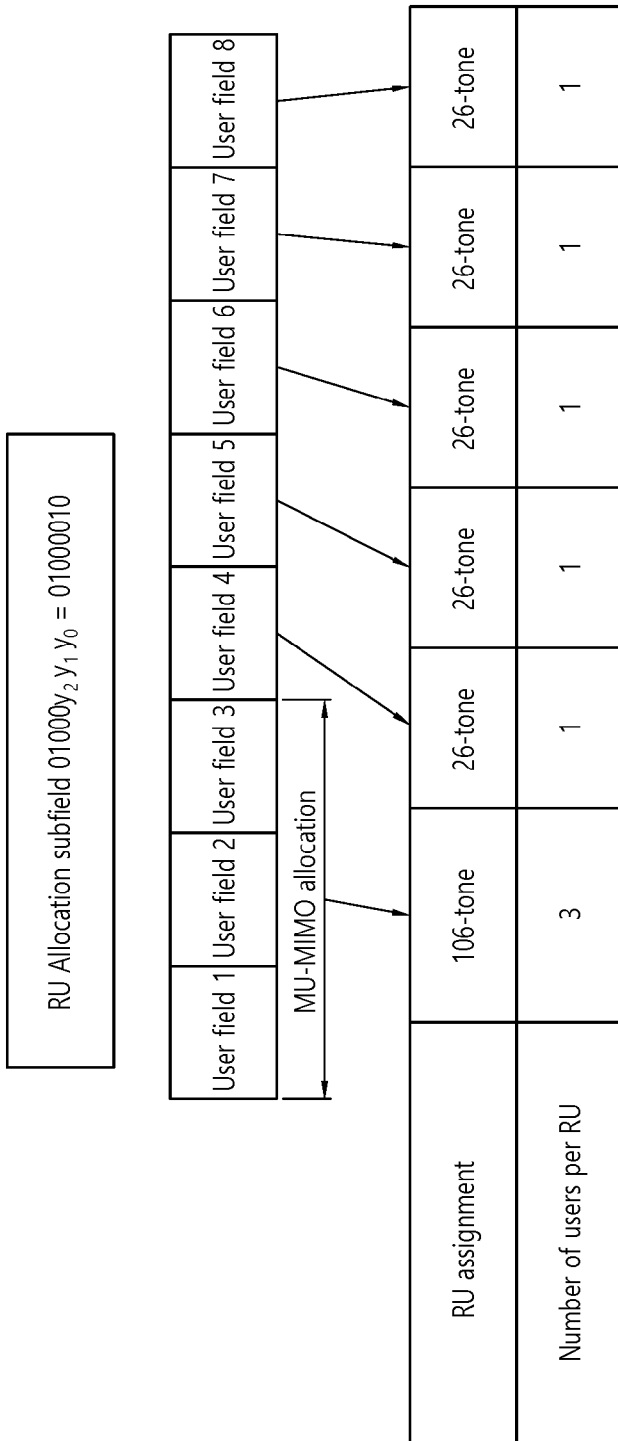 RU Allocation subfield 01000y₂ y₁ y₀ = 01000010
User field 1 User field 2 User field 3 User field 4 User field 5 User field 6 User field 7 User field 8
MU-MIMO allocation
RU assignment 106-tone 26-tone 26-tone 26-tone 26-tone 26-tone
Number of users per RU 3 1 1 1 1 1